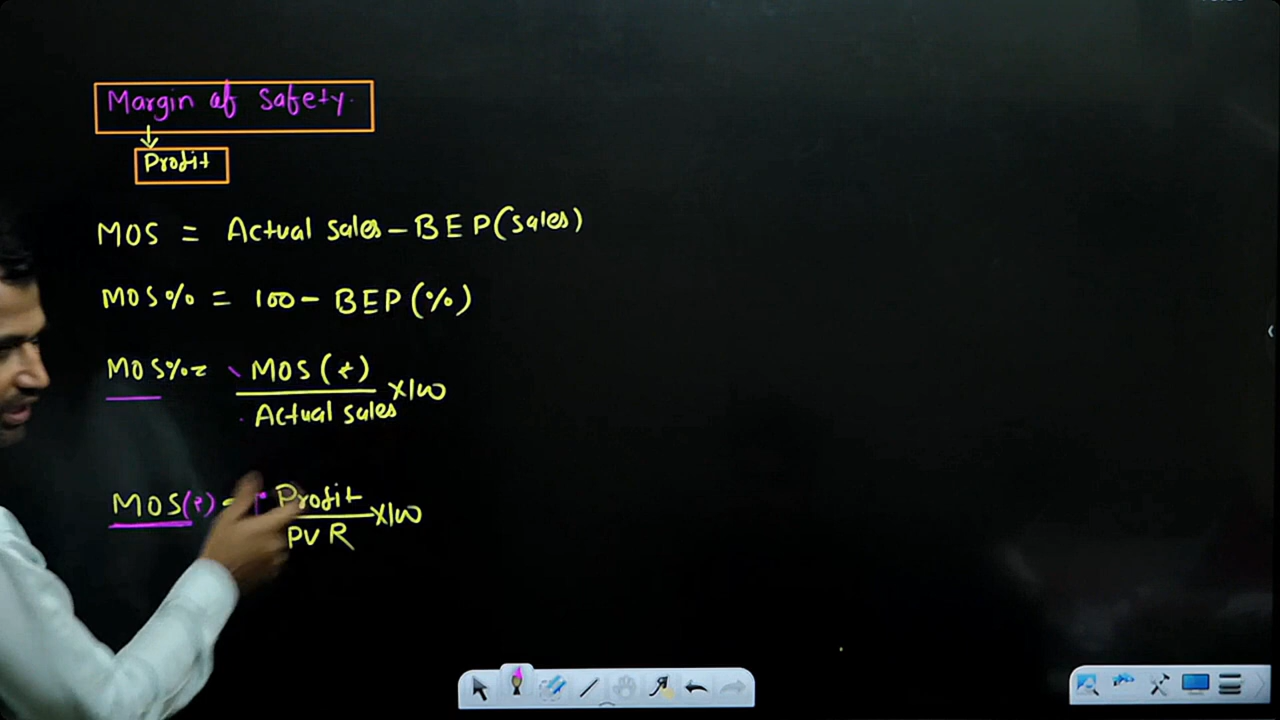 Margin of Safety.
Profit
MOS = Actual sales - BEP (sales)
MOS% = 100 - BEP (%)
MOS% = MOS (₹) / Actual sales × 100
MOS (₹) = Profit / PVR × 100